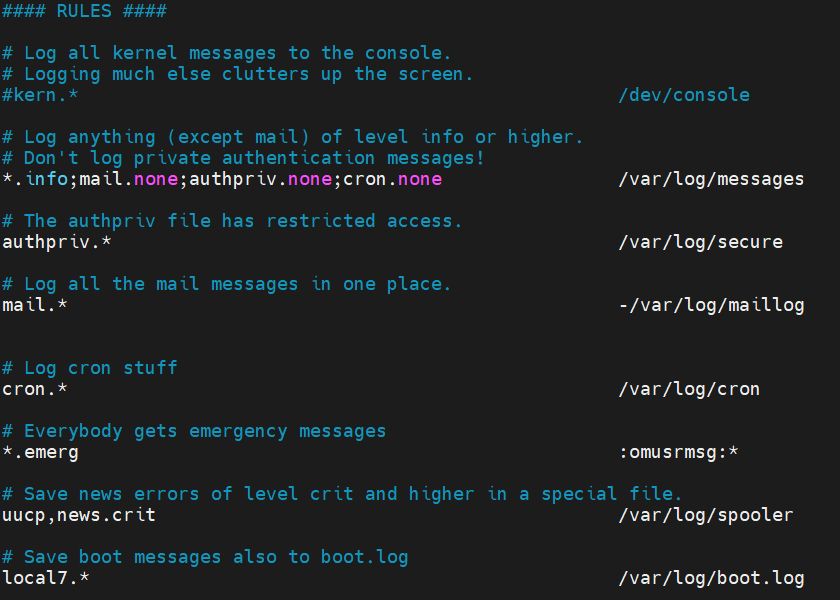 #### RULES ####
# Log all kernel messages to the console.
# Logging much else clutters up the screen.
#kern.* /dev/console
# Log anything (except mail) of level info or higher.
# Don't log private authentication messages!
*.info;mail.none;authpriv.none;cron.none /var/log/messages
# The authpriv file has restricted access.
authpriv.* /var/log/secure
# Log all the mail messages in one place.
mail.* -/var/log/maillog
# Log cron stuff
cron.* /var/log/cron
# Everybody gets emergency messages
*.emerg :omusrmsg:*
# Save news errors of level crit and higher in a special file.
uucp,news.crit /var/log/spooler
# Save boot messages also to boot.log
local7.* /var/log/boot.log